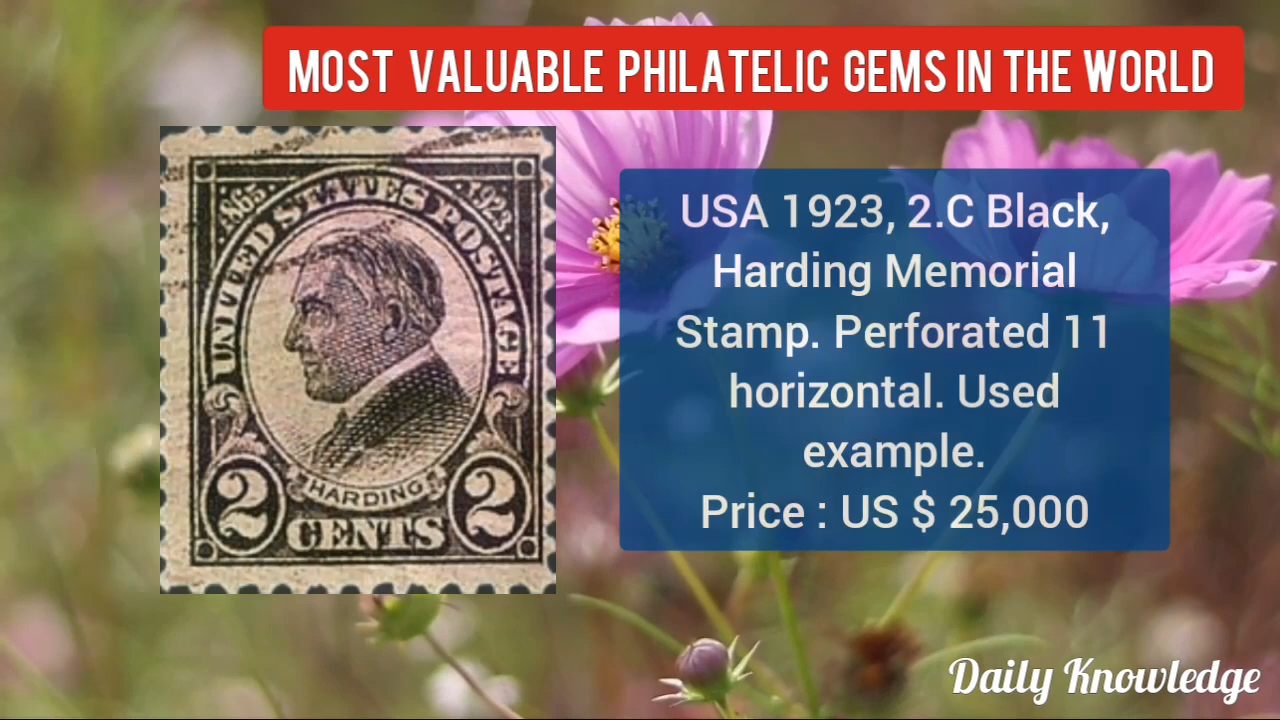 MOST VALUABLE PHILATELIC GEMS IN THE WORLD
1865 1923
UNITED STATES POSTAGE
HARDING
2 CENTS 2
USA 1923, 2.C Black,
Harding Memorial
Stamp. Perforated 11
horizontal. Used
example.
Price : US $ 25,000
Daily Knowledge